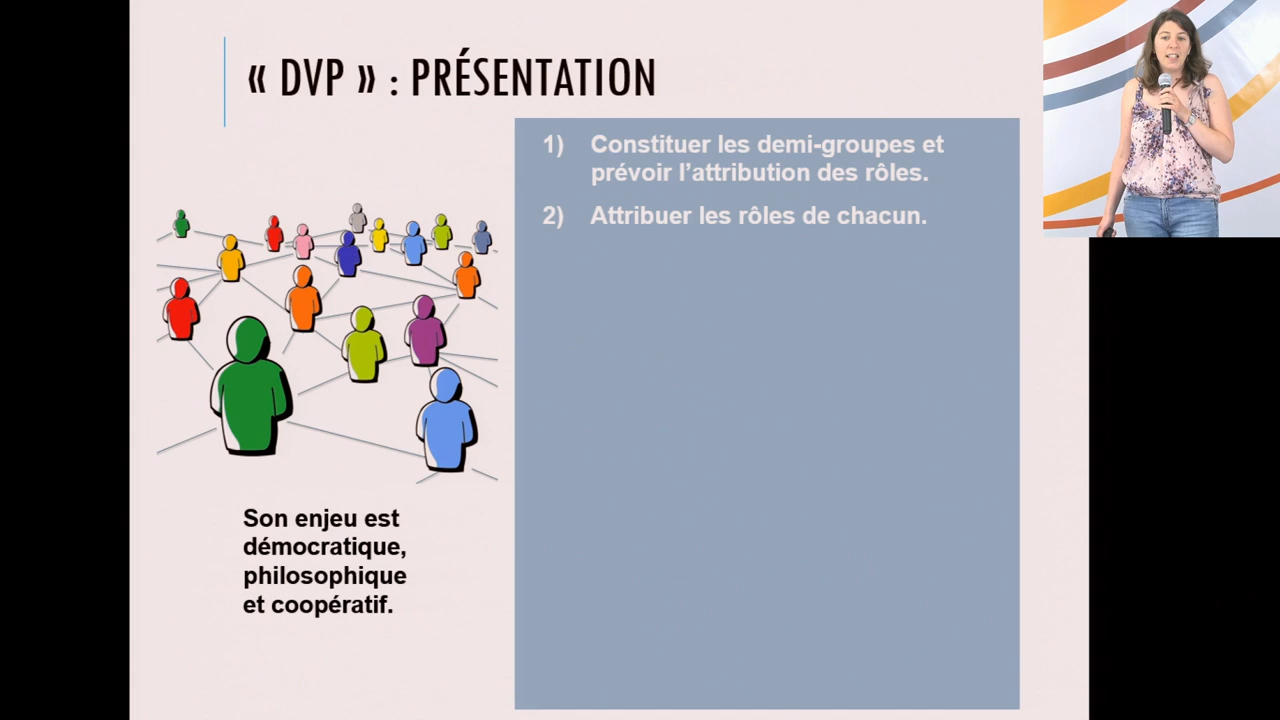 « DVP » : PRÉSENTATION
1) Constituer les demi-groupes et
prévoir l’attribution des rôles.
2) Attribuer les rôles de chacun.
Son enjeu est
démocratique,
philosophique
et coopératif.